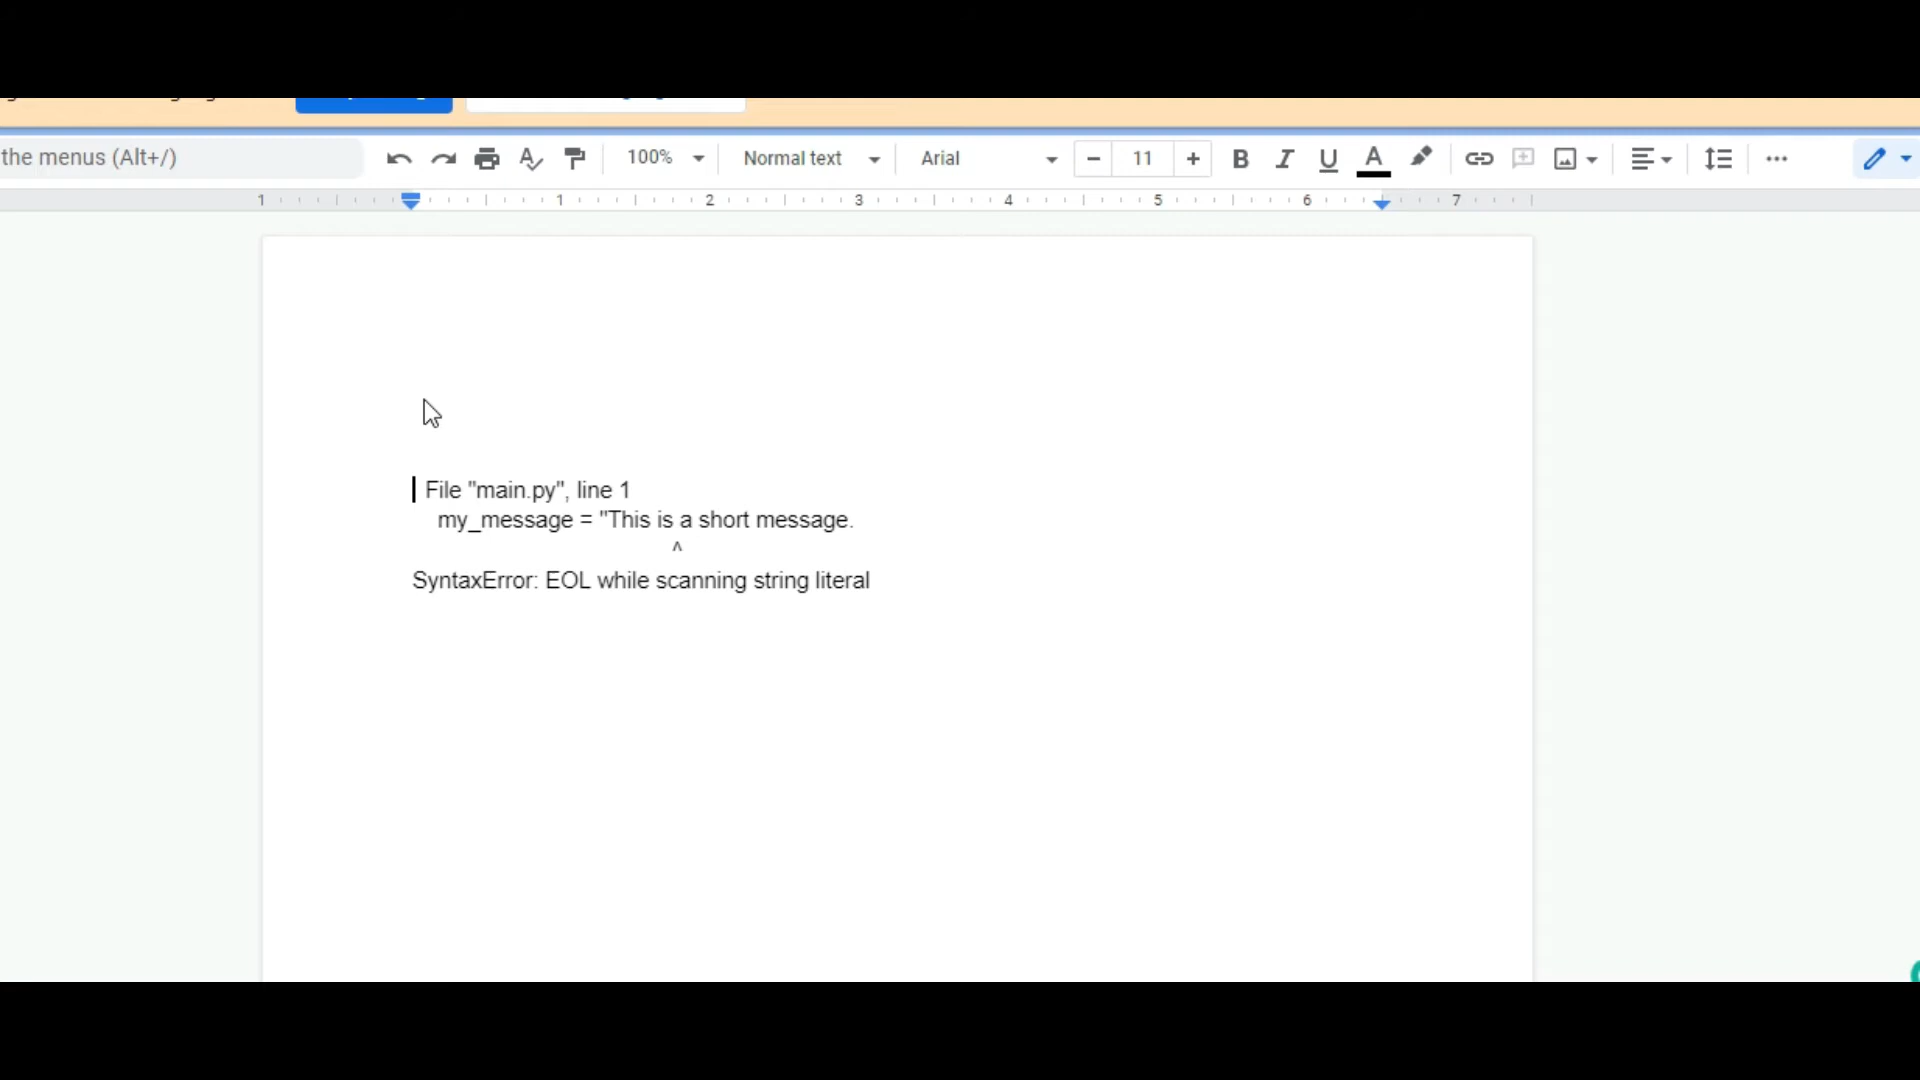 the menus (Alt+/) 100% Normal text Arial 11 B I U A
1 1 2 3 4 5 6 7
File "main.py", line 1
my_message = "This is a short message.
^
SyntaxError: EOL while scanning string literal